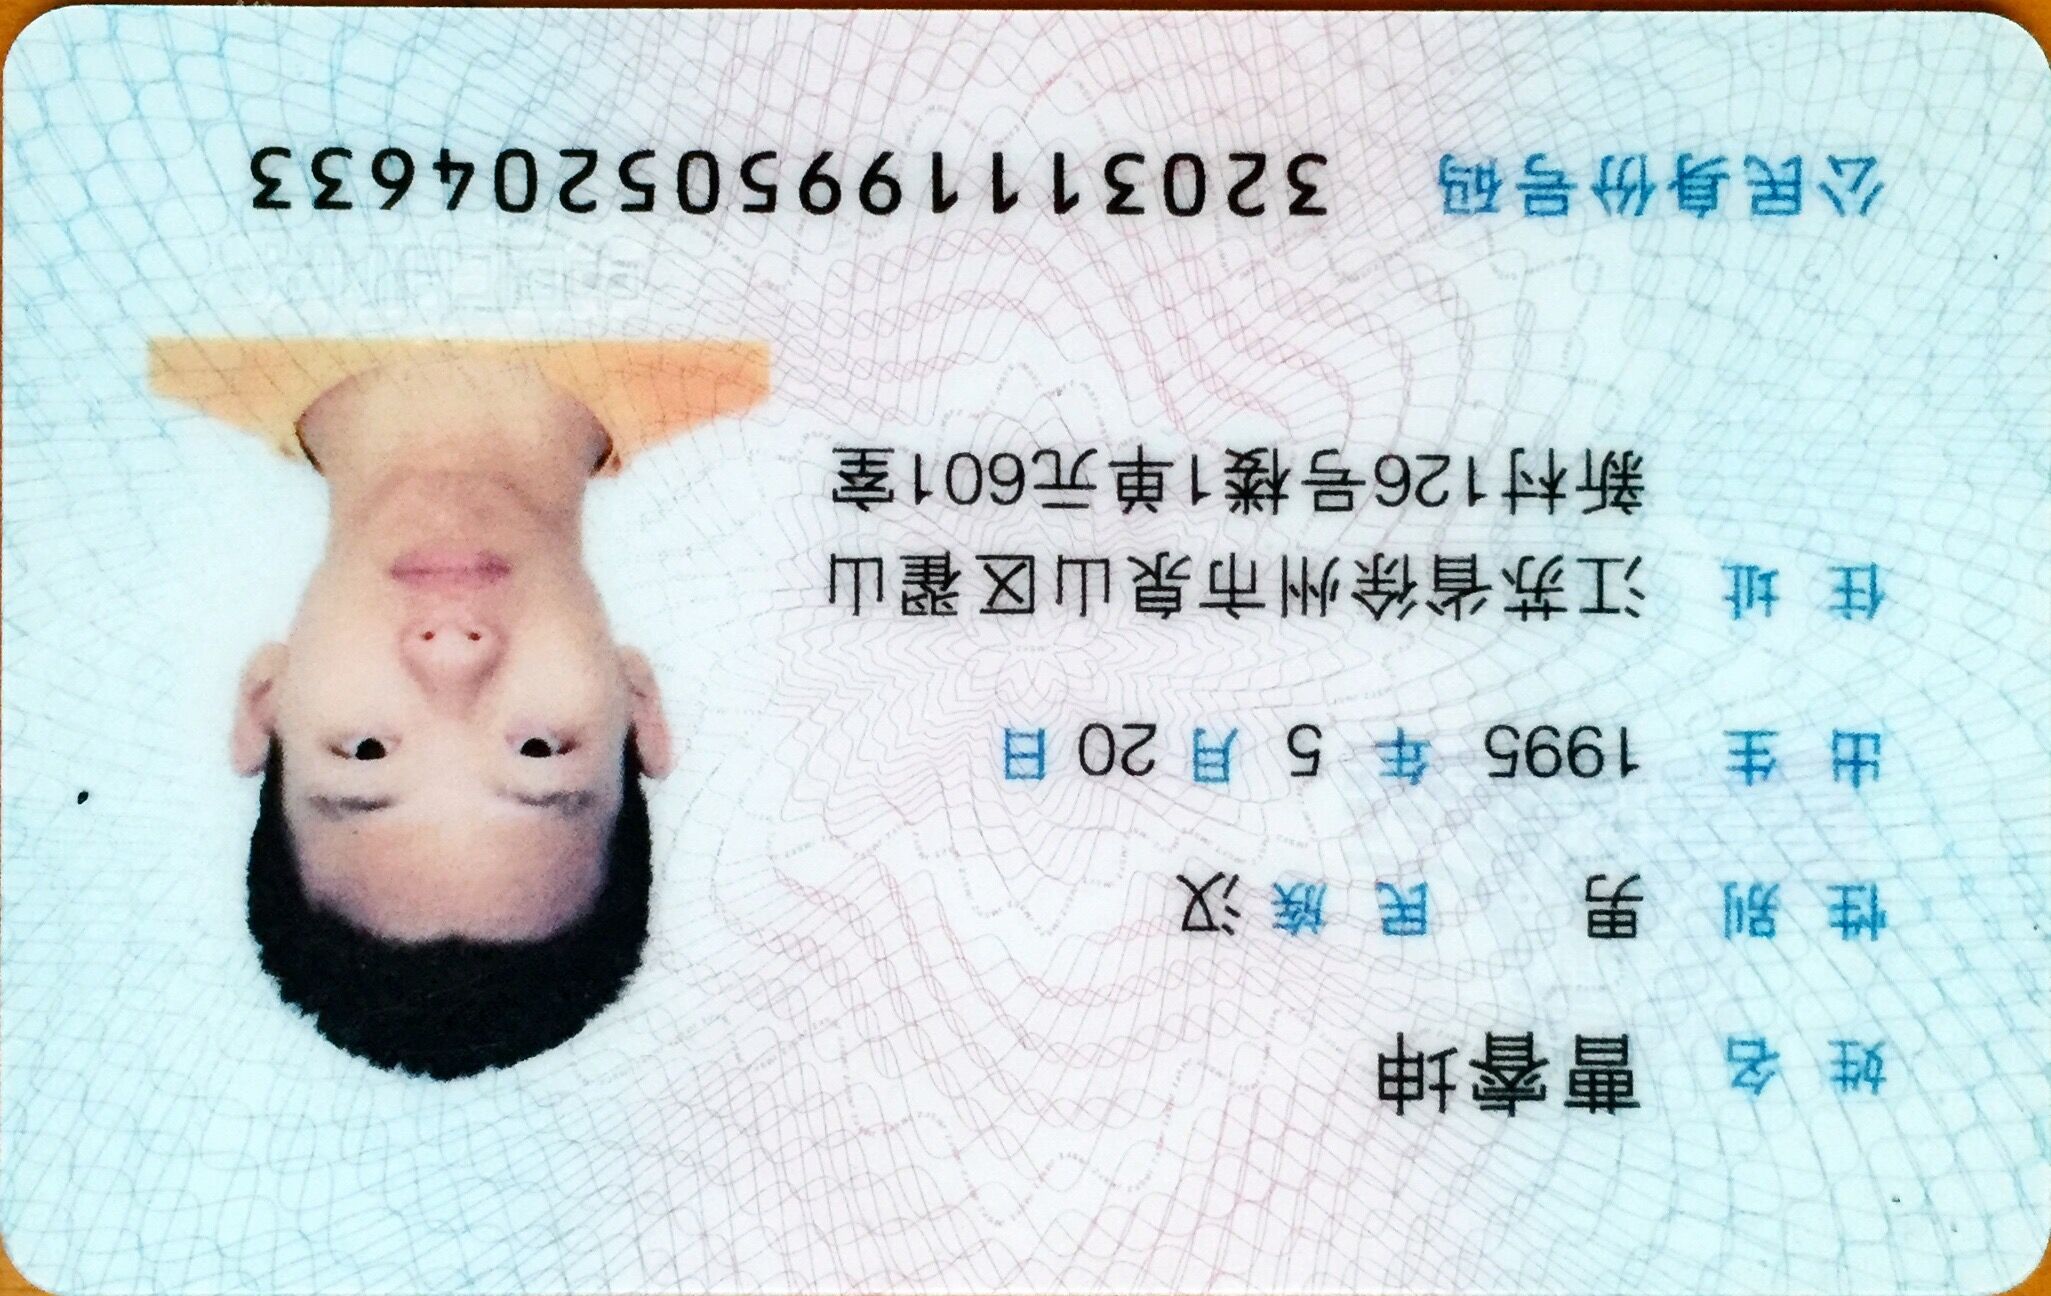 姓名 曹睿坤
性别 男 民族 汉
出生 1995 年 5 月 20 日
住址 江苏省徐州市泉山区翟山
新村126号楼1单元601室
公民身份号码 320311199505204633